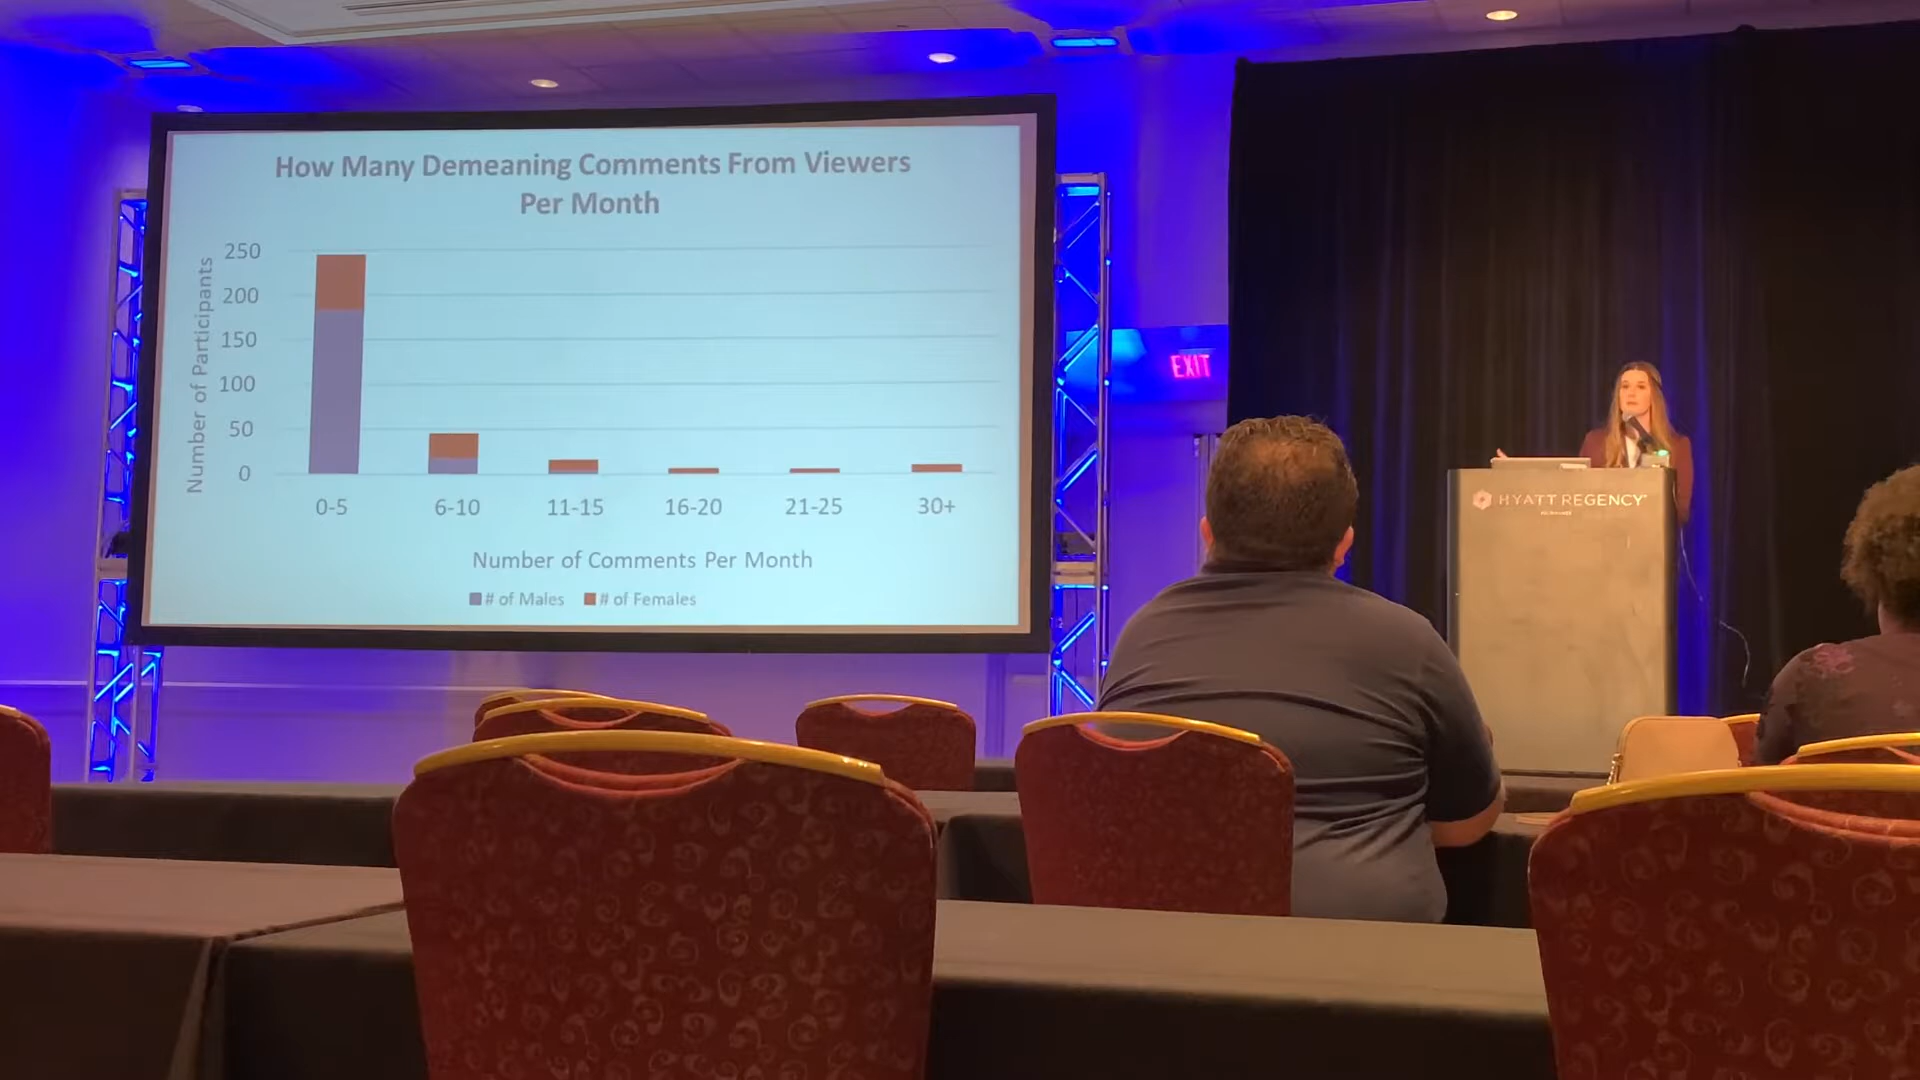 How Many Demeaning Comments From Viewers
Per Month
Number of Participants
250
200
150
100
50
0
0-5
6-10
11-15
16-20
21-25
30+
Number of Comments Per Month
# of Males
# of Females
EXIT
HYATT REGENCY